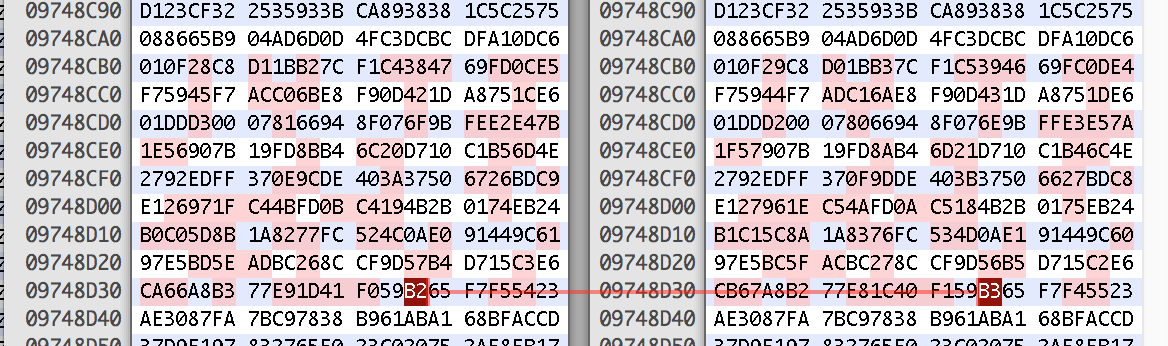 09748C90 D123CF32 2535933B CA893838 1C5C2575 09748C90 D123CF32 2535933B CA893838 1C5C2575
09748CA0 088665B9 04AD6D0D 4FC3DCBC DFA10DC6 09748CA0 088665B9 04AD6D0D 4FC3DCBC DFA10DC6
09748CB0 010F28C8 D11BB27C F1C43847 69FD0CE5 09748CB0 010F29C8 D01BB37C F1C53946 69FC0DE4
09748CC0 F75945F7 ACC06BE8 F90D421D A8751CE6 09748CC0 F75944F7 ADC16AE8 F90D431D A8751DE6
09748CD0 01DDD300 07816694 8F076F9B FEE2E47B 09748CD0 01DDD200 07806694 8F076E9B FFE3E57A
09748CE0 1E56907B 19FD8BB4 6C20D710 C1B56D4E 09748CE0 1F57907B 19FD8AB4 6D21D710 C1B46C4E
09748CF0 2792EDFF 370E9CDE 403A3750 6726BDC9 09748CF0 2792EDFF 370F9DDE 403B3750 6627BDC8
09748D00 E126971F C44BFD0B C4194B2B 0174EB24 09748D00 E127961E C54AFD0A C5184B2B 0175EB24
09748D10 B0C05D8B 1A8277FC 524C0AE0 91449C61 09748D10 B1C15C8A 1A8376FC 534D0AE1 91449C60
09748D20 97E5BD5E ADBC268C CF9D57B4 D715C3E6 09748D20 97E5BC5F ACBC278C CF9D56B5 D715C2E6
09748D30 CA66A8B3 77E91D41 F059B265 F7F55423 09748D30 CB67A8B2 77E81C40 F159B365 F7F45523
09748D40 AE3087FA 7BC97838 B961ABA1 68BFACCD 09748D40 AE3087FA 7BC97838 B961ABA1 68BFACCD